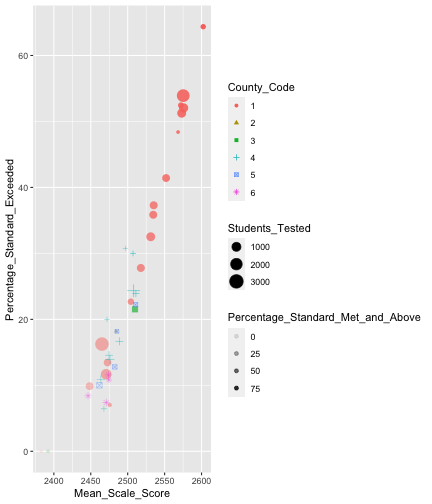 Percentage_Standard_Exceeded
60
40
20
0
2400 2450 2500 2550 2600
Mean_Scale_Score
County_Code
1
2
3
4
5
6
Students_Tested
1000
2000
3000
Percentage_Standard_Met_and_Above
0
25
50
75